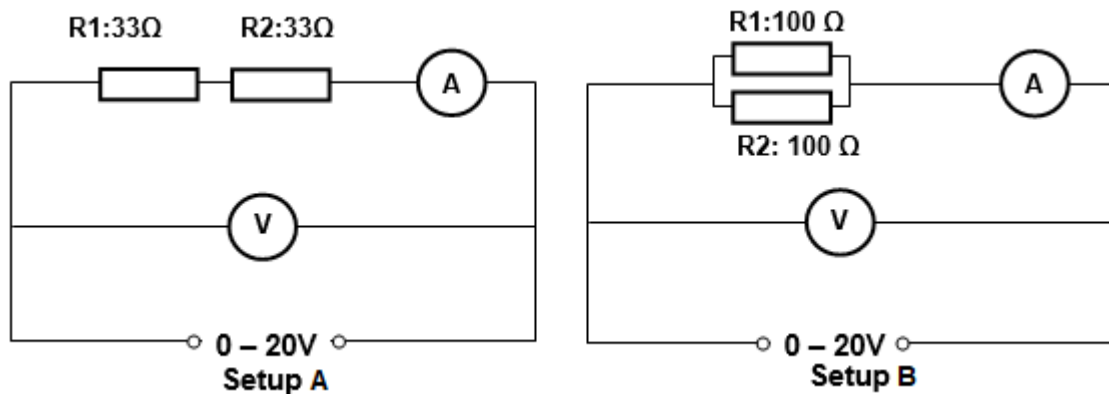 R1:33Ω R2:33Ω
A
V
0 – 20V
Setup A
R1:100 Ω
A
R2: 100 Ω
V
0 – 20V
Setup B